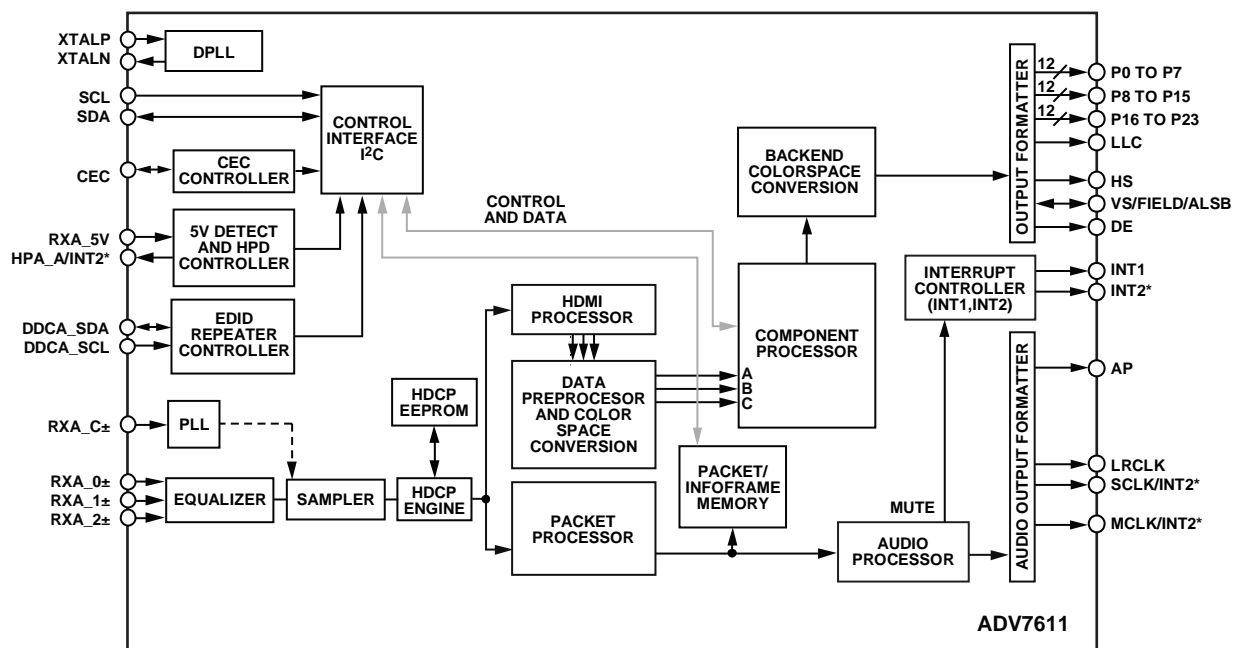 XTALP
XTALN
DPLL
SCL
SDA
CONTROL
INTERFACE
I²C
CEC
CEC
CONTROLLER
RXA_5V
HPA_A/INT2*
5V DETECT
AND HPD
CONTROLLER
DDCA_SDA
DDCA_SCL
EDID
REPEATER
CONTROLLER
RXA_C±
PLL
RXA_0±
RXA_1±
RXA_2±
EQUALIZER
SAMPLER
HDCP
EEPROM
HDCP
ENGINE
CONTROL
AND DATA
HDMI
PROCESSOR
DATA
PREPROCESOR
AND COLOR
SPACE
CONVERSION
PACKET
PROCESSOR
PACKET/
INFOFRAME
MEMORY
A
B
C
COMPONENT
PROCESSOR
BACKEND
COLORSPACE
CONVERSION
MUTE
AUDIO
PROCESSOR
INTERRUPT
CONTROLLER
(INT1,INT2)
OUTPUT FORMATTER
AUDIO OUTPUT FORMATTER
12
P0 TO P7
12
P8 TO P15
12
P16 TO P23
LLC
HS
VS/FIELD/ALSB
DE
INT1
INT2*
AP
LRCLK
SCLK/INT2*
MCLK/INT2*
ADV7611